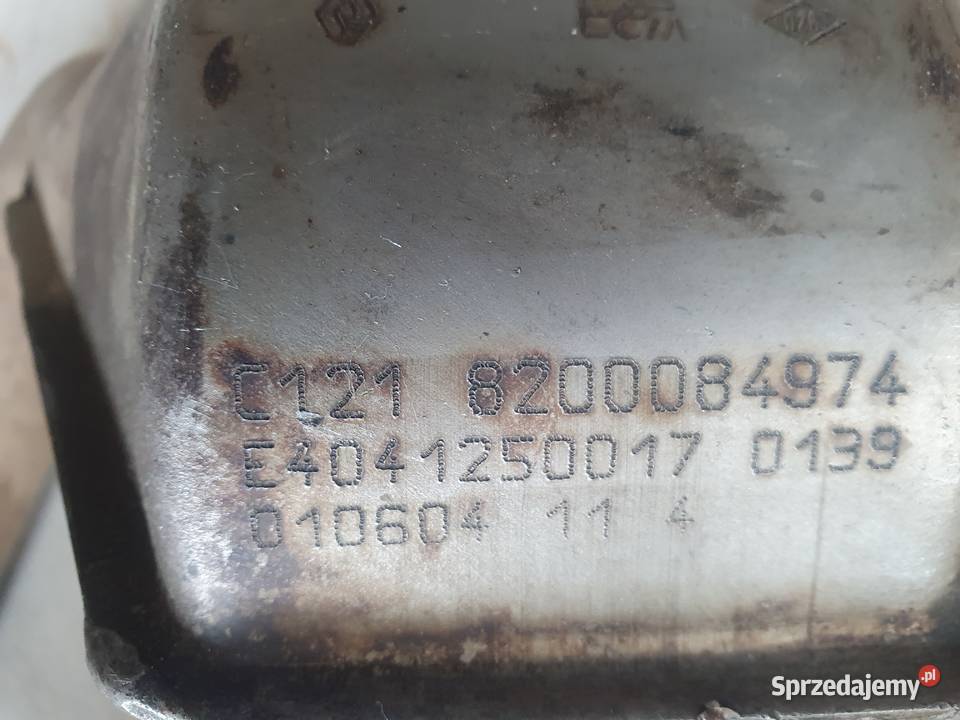 C121 8200084974
E4041250017 0139
010604 11 4
Sprzedajemy.pl